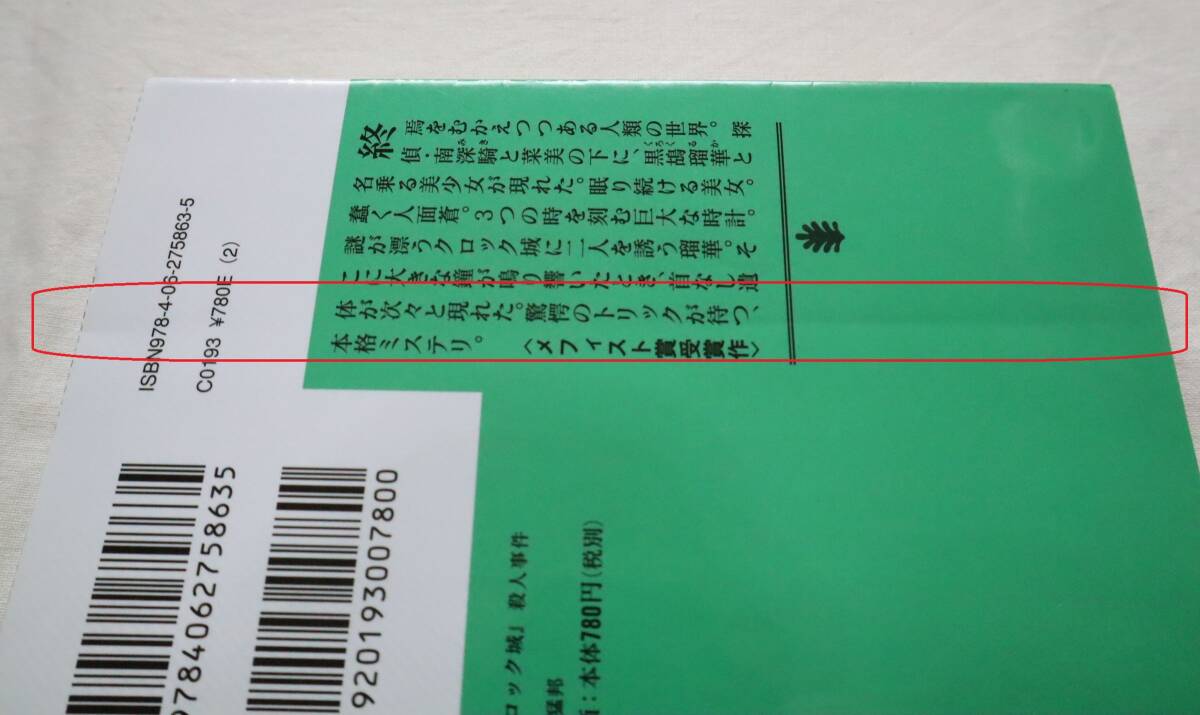 終焉をむかえつつある人類の世界。探
偵・南深騎と菜美の下に、黒鴣瑠華と
名乗る美少女が現れた。眠り続ける美女。
蠢く人面蒼。3つの時を刻む巨大な時計。
謎が漂うクロック城に二人を誘う瑠華。そ
こに大きな鐘が鳴り響いたとき、首なし遺
体が次々と現れた。驚愕のトリックが待つ、
本格ミステリ。 〈メフィスト賞受賞作〉
ISBN978-4-06-275863-5
C0193 ¥780E (2)
9784062758635
920193007800
ロック城』殺人事件
猛邦
:本体780円(税別)